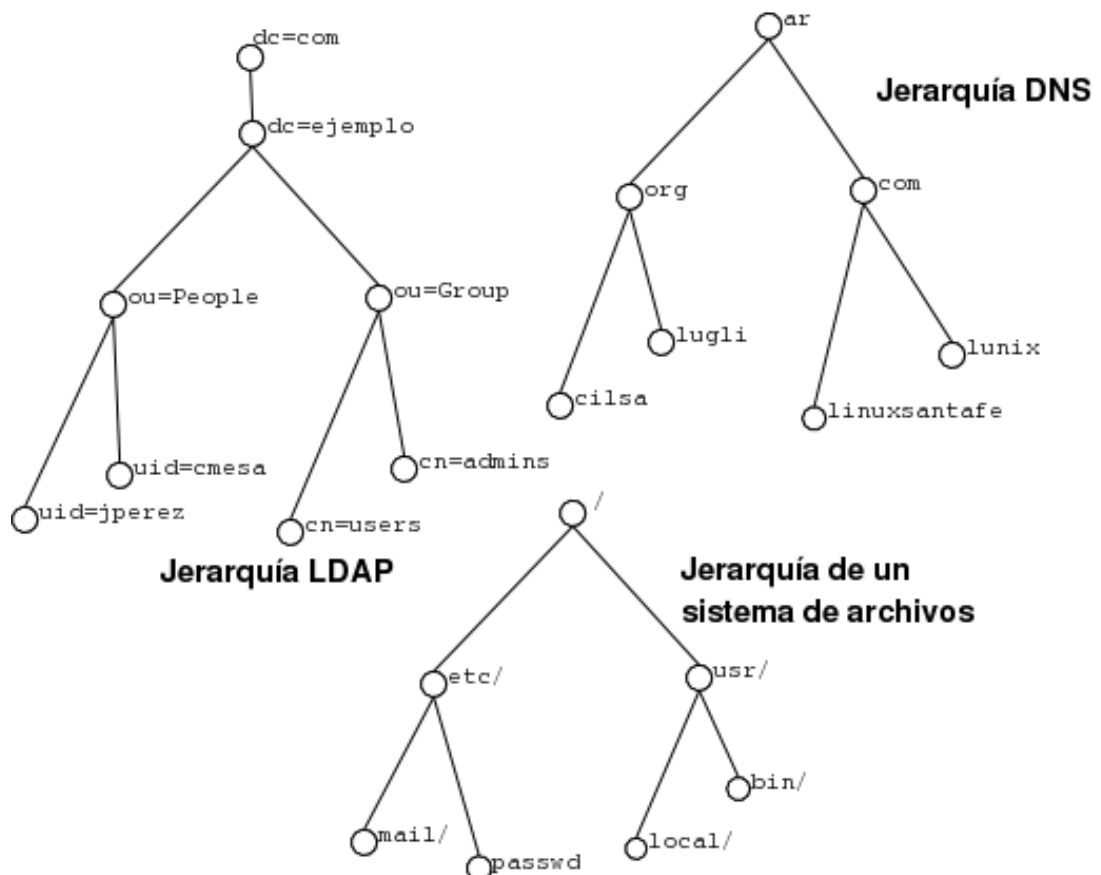 dc=com
dc=ejemplo
ou=People
ou=Group
uid=cmesa
uid=jperez
cn=admins
cn=users
Jerarquía LDAP
ar
Jerarquía DNS
org
com
lugli
lunix
cilsa
linuxsantafe
/
Jerarquía de un
sistema de archivos
etc/
usr/
bin/
mail/
local/
passwd